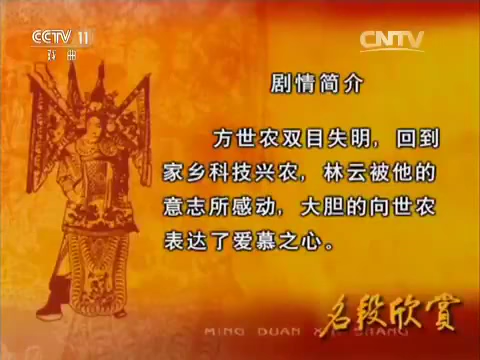 CCTV 11
戏曲
CNTV
剧情简介
方世农双目失明，回到
家乡科技兴农，林云被他的
意志所感动，大胆的向世农
表达了爱慕之心。
名段欣赏
MING DUAN XIN SHANG